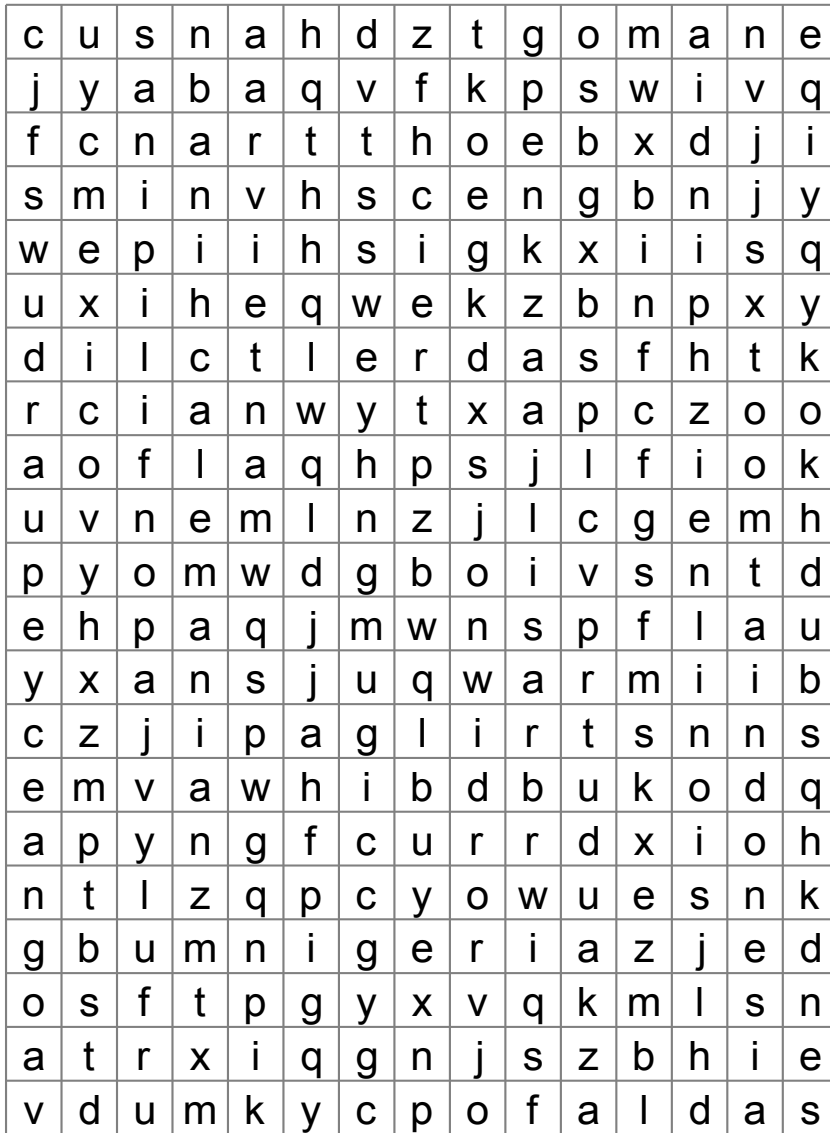 c u s n a h d z t g o m a n e
j y a b a q v f k p s w i v q
f c n a r t t h o e b x d j i
s m i n v h s c e n g b n j y
w e p i i h s i g k x i i s q
u x i h e q w e k z b n p x y
d i l c t l e r d a s f h t k
r c i a n w y t x a p c z o o
a o f l a q h p s j l f i o k
u v n e m l n z j l c g e m h
p y o m w d g b o i v s n t d
e h p a q j m w n s p f l a u
y x a n s j u q w a r m i i b
c z j i p a g l i r t s n n s
e m v a w h i b d b u k o d q
a p y n g f c u r r d x i o h
n t l z q p c y o w u e s n k
g b u m n i g e r i a z j e d
o s f t p g y x v q k m l s n
a t r x i q g n j s z b h i e
v d u m k y c p o f a l d a s